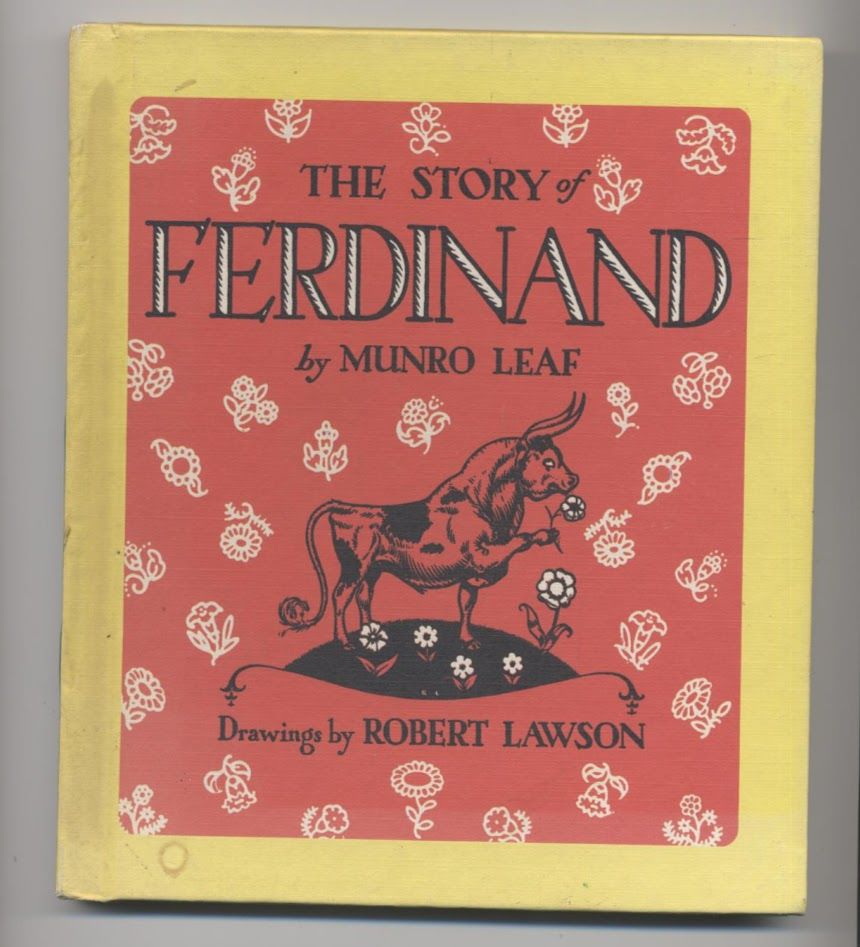 THE STORY of
FERDINAND
by MUNRO LEAF
R. L.
Drawings by ROBERT LAWSON